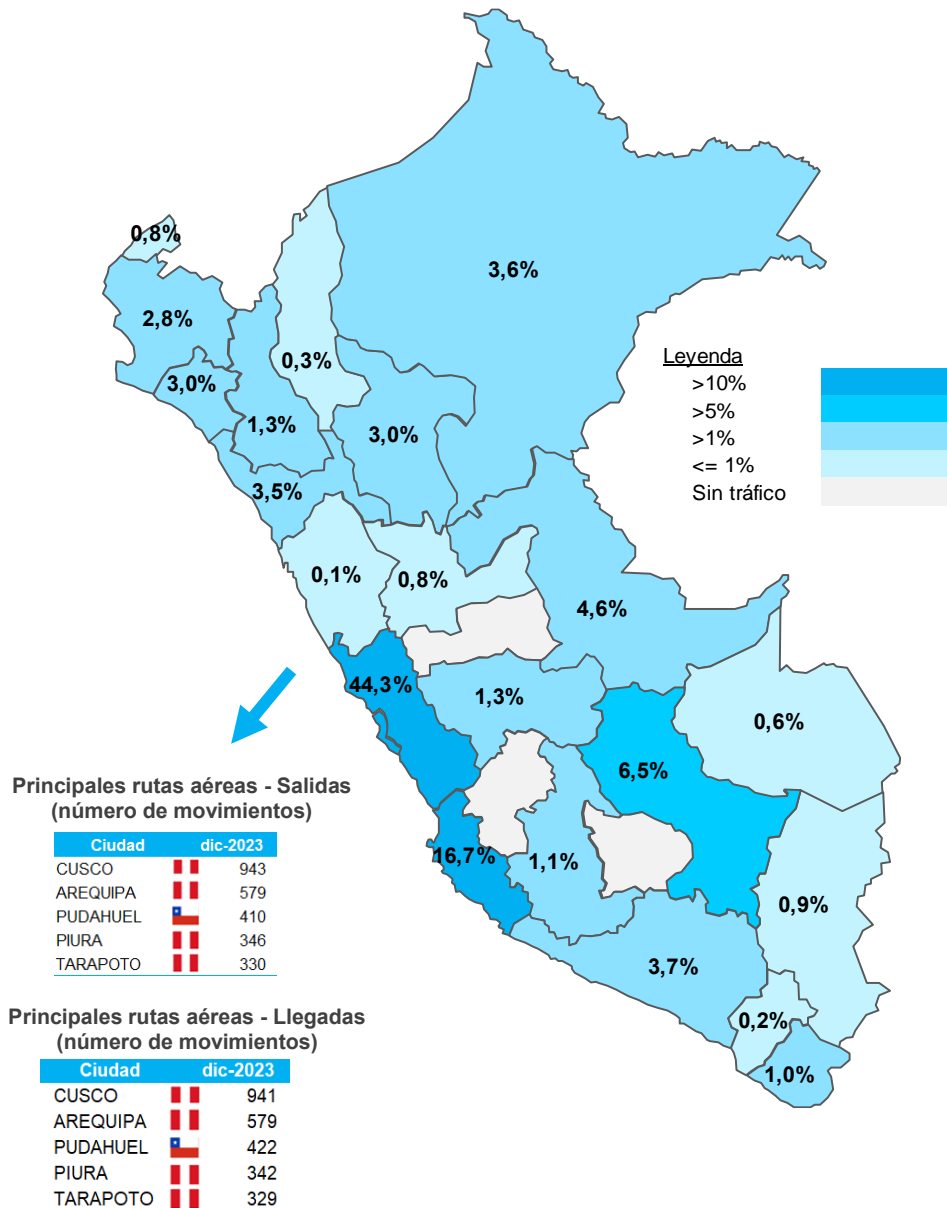 0,8%
3,6%
2,8%
0,3%
3,0%
1,3%
3,0%
3,5%
0,1%
0,8%
4,6%
44,3%
1,3%
0,6%
6,5%
16,7%
1,1%
0,9%
3,7%
0,2%
1,0%
Leyenda
>10%
>5%
>1%
<= 1%
Sin tráfico
Principales rutas aéreas - Salidas
(número de movimientos)
Ciudad dic-2023
CUSCO 943
AREQUIPA 579
PUDAHUEL 410
PIURA 346
TARAPOTO 330
Principales rutas aéreas - Llegadas
(número de movimientos)
Ciudad dic-2023
CUSCO 941
AREQUIPA 579
PUDAHUEL 422
PIURA 342
TARAPOTO 329